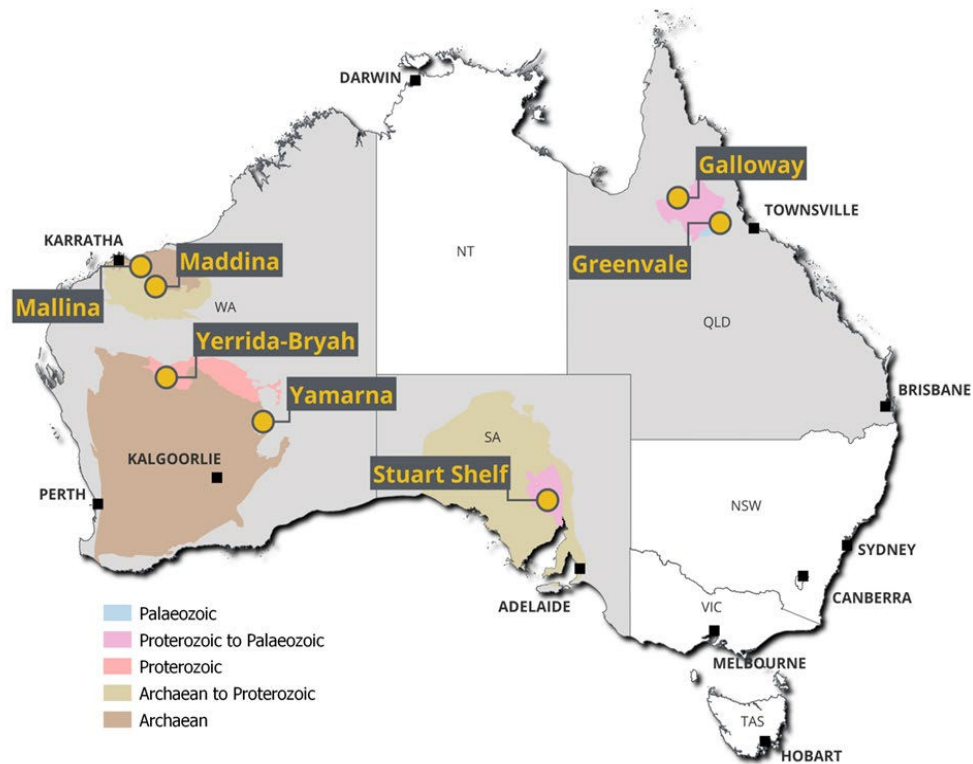 DARWIN
Galloway
TOWNSVILLE
KARRATHA
Maddina
NT
Greenvale
Mallina
WA
QLD
Yerrida-Bryah
Yamarna
BRISBANE
SA
KALGOORLIE
Stuart Shelf
PERTH
NSW
SYDNEY
CANBERRA
ADELAIDE
VIC
MELBOURNE
Palaeozoic
Proterozoic to Palaeozoic
Proterozoic
Archaean to Proterozoic
Archaean
TAS
HOBART